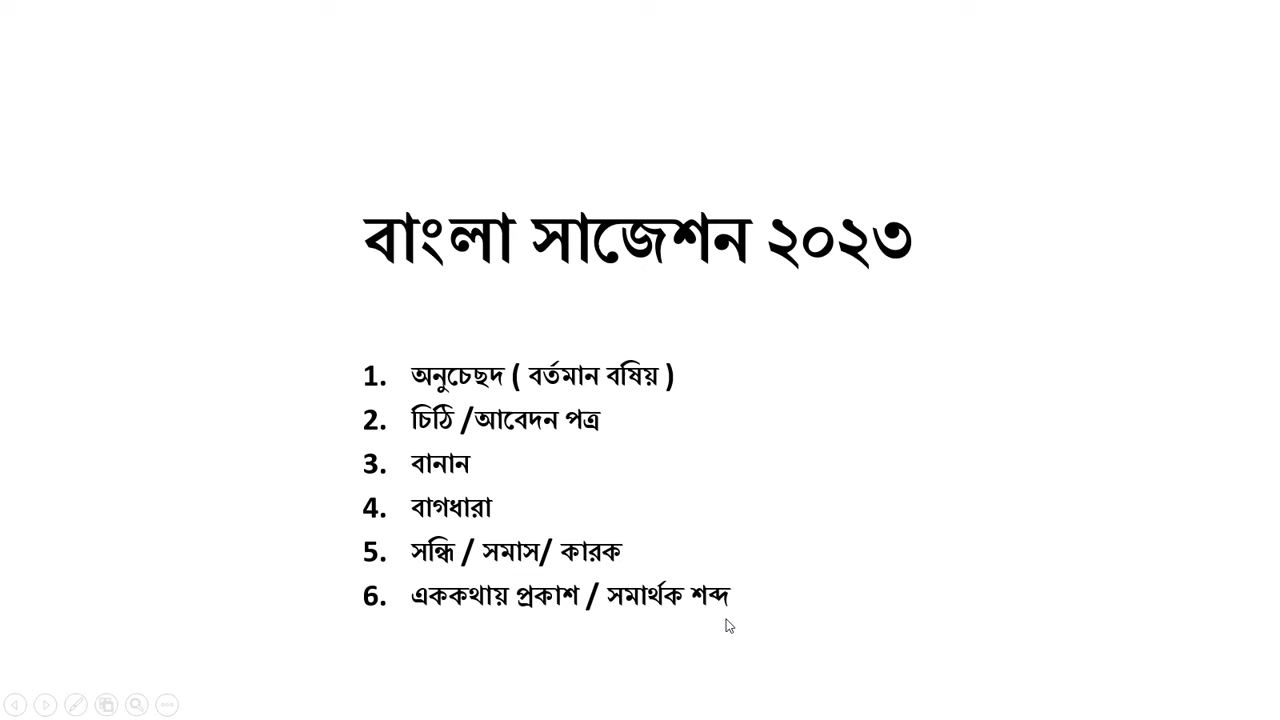 বাংলা সাজেশন ২০২৩
1. অনুচেছদ ( বর্তমান বষিয় )
2. চিঠি /আবেদন পত্র
3. বানান
4. বাগধারা
5. সন্ধি / সমাস/ কারক
6. এককথায় প্রকাশ / সমার্থক শব্দ